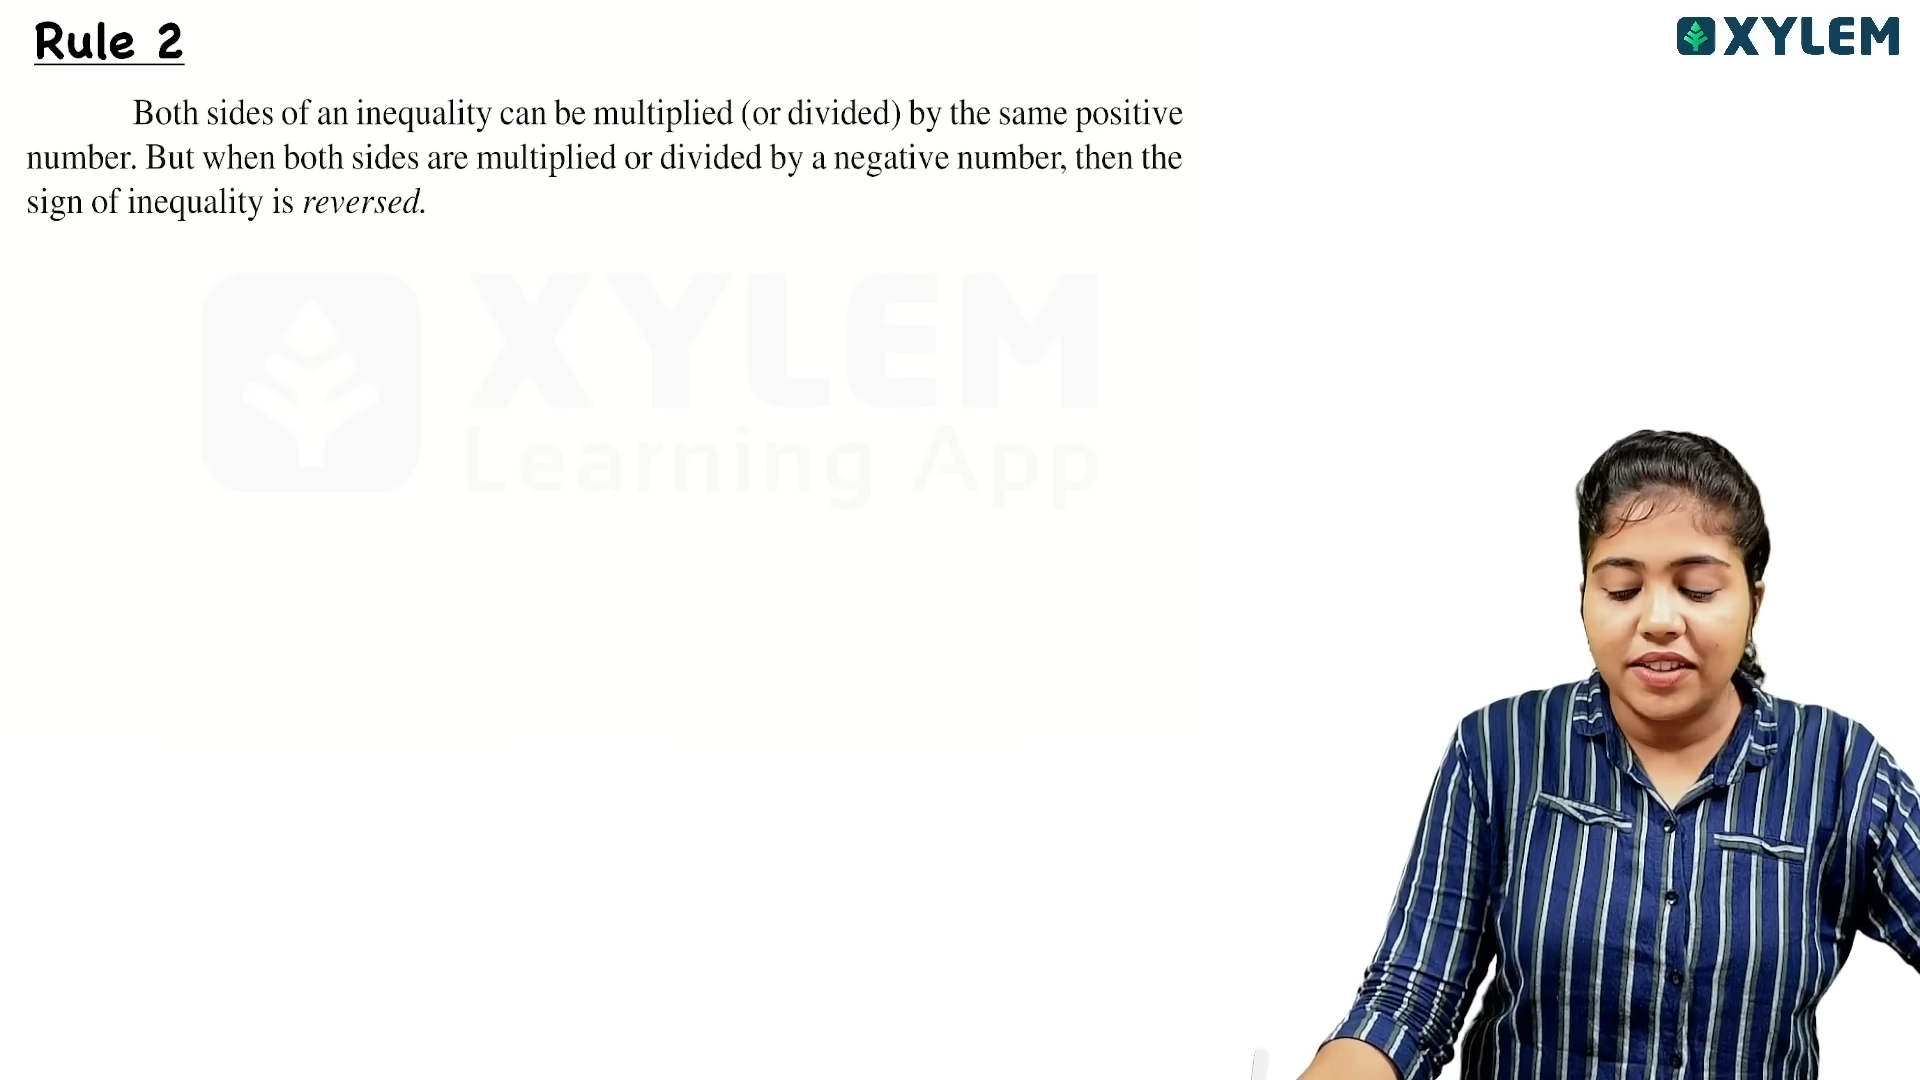 Rule 2
XYLEM
Both sides of an inequality can be multiplied (or divided) by the same positive
number. But when both sides are multiplied or divided by a negative number, then the
sign of inequality is reversed.
XYLEM
Learning App